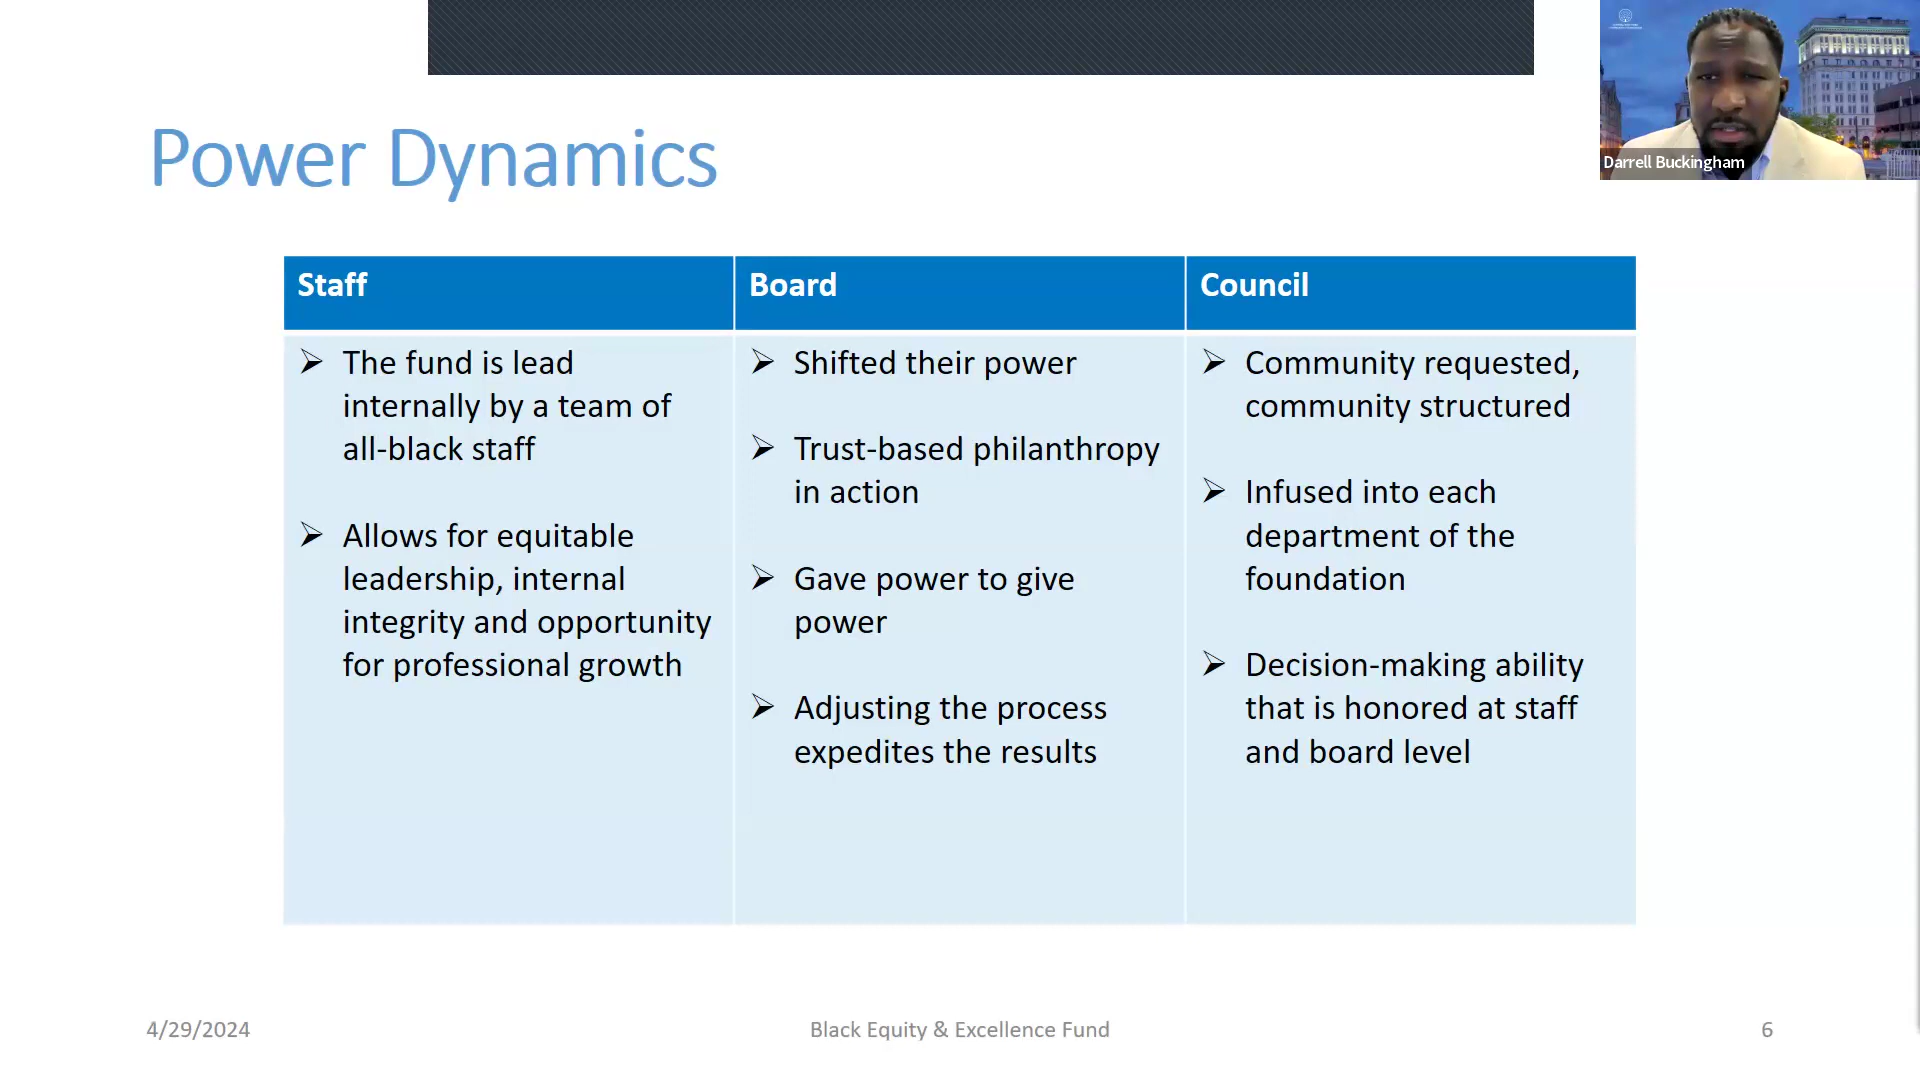 Power Dynamics
Darrell Buckingham
Staff
Board
Council
➢ The fund is lead
internally by a team of
all-black staff
➢ Allows for equitable
leadership, internal
integrity and opportunity
for professional growth
➢ Shifted their power
➢ Trust-based philanthropy
in action
➢ Gave power to give
power
➢ Adjusting the process
expedites the results
➢ Community requested,
community structured
➢ Infused into each
department of the
foundation
➢ Decision-making ability
that is honored at staff
and board level
4/29/2024
Black Equity & Excellence Fund
6